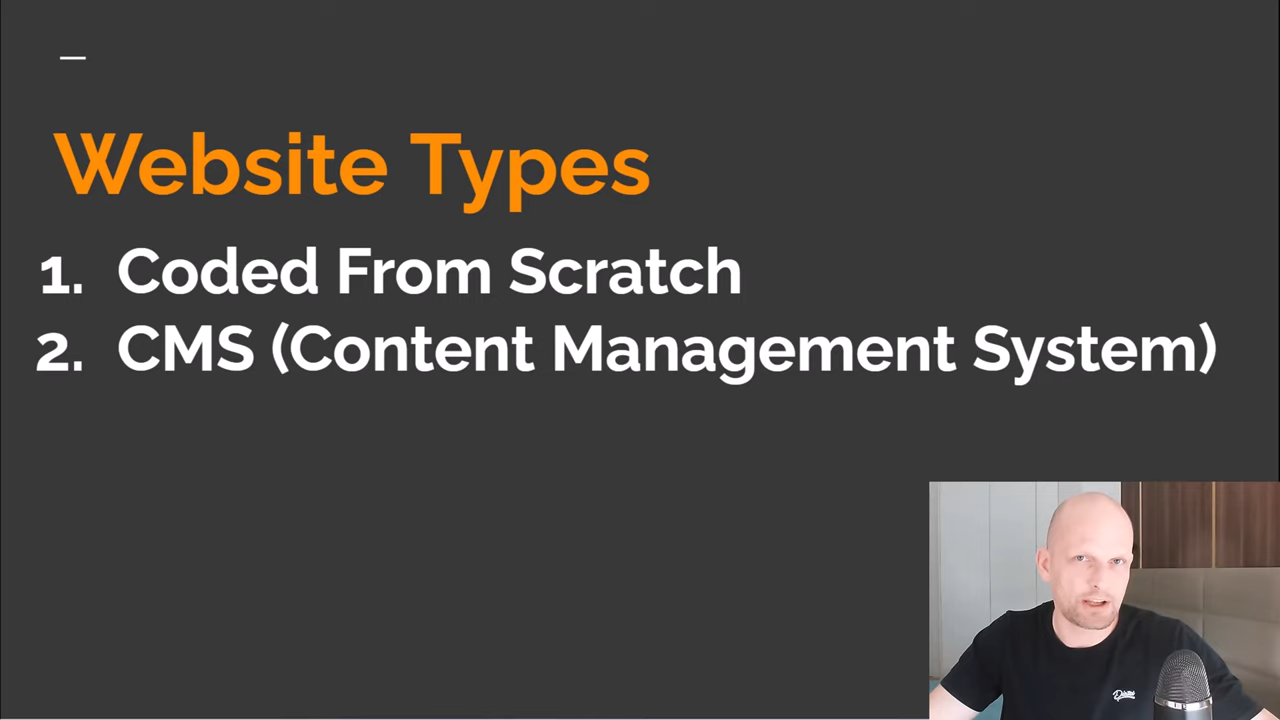 Website Types
1. Coded From Scratch
2. CMS (Content Management System)